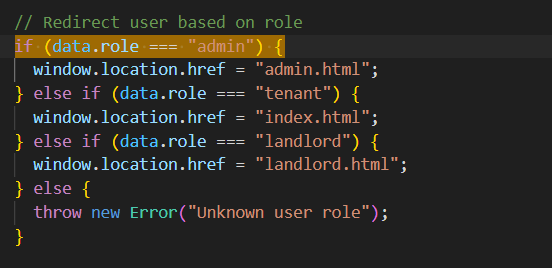 // Redirect user based on role
if (data.role === "admin") {
  window.location.href = "admin.html";
} else if (data.role === "tenant") {
  window.location.href = "index.html";
} else if (data.role === "landlord") {
  window.location.href = "landlord.html";
} else {
  throw new Error("Unknown user role");
}